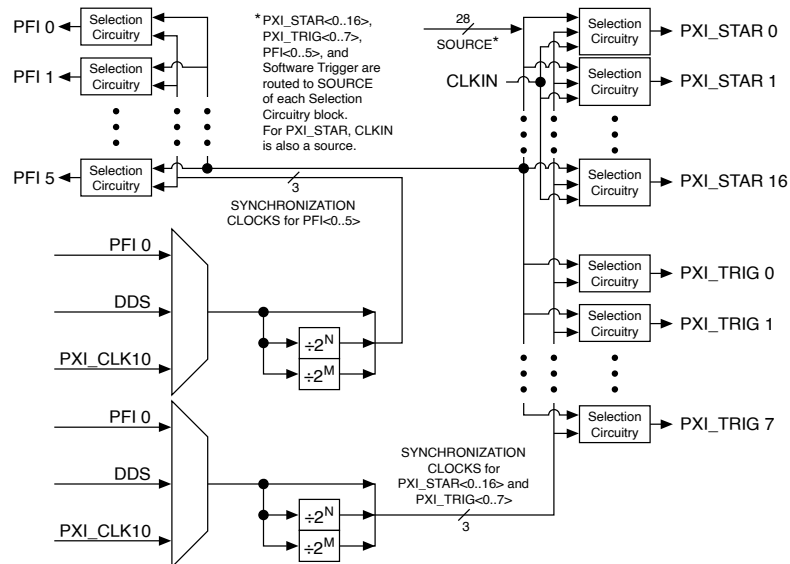 PFI 0
Selection
Circuitry
PFI 1
Selection
Circuitry
PFI 5
Selection
Circuitry
*PXI_STAR<0..16>,
PXI_TRIG<0..7>,
PFI<0..5>, and
Software Trigger are
routed to SOURCE
of each Selection
Circuitry block.
For PXI_STAR, CLKIN
is also a source.
28
SOURCE*
CLKIN
Selection
Circuitry
PXI_STAR 0
Selection
Circuitry
PXI_STAR 1
Selection
Circuitry
PXI_STAR 16
3
SYNCHRONIZATION
CLOCKS for PFI<0..5>
PFI 0
DDS
PXI_CLK10
÷2^N
÷2^M
Selection
Circuitry
PXI_TRIG 0
Selection
Circuitry
PXI_TRIG 1
Selection
Circuitry
PXI_TRIG 7
PFI 0
DDS
PXI_CLK10
÷2^N
÷2^M
SYNCHRONIZATION
CLOCKS for
PXI_STAR<0..16> and
PXI_TRIG<0..7>
3